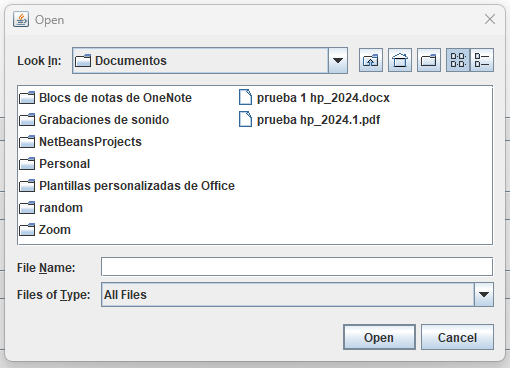 Open
Look In: Documentos
Blocs de notas de OneNote
Grabaciones de sonido
NetBeansProjects
Personal
Plantillas personalizadas de Office
random
Zoom
prueba 1 hp_2024.docx
prueba hp_2024.1.pdf
File Name:
Files of Type: All Files
Open Cancel